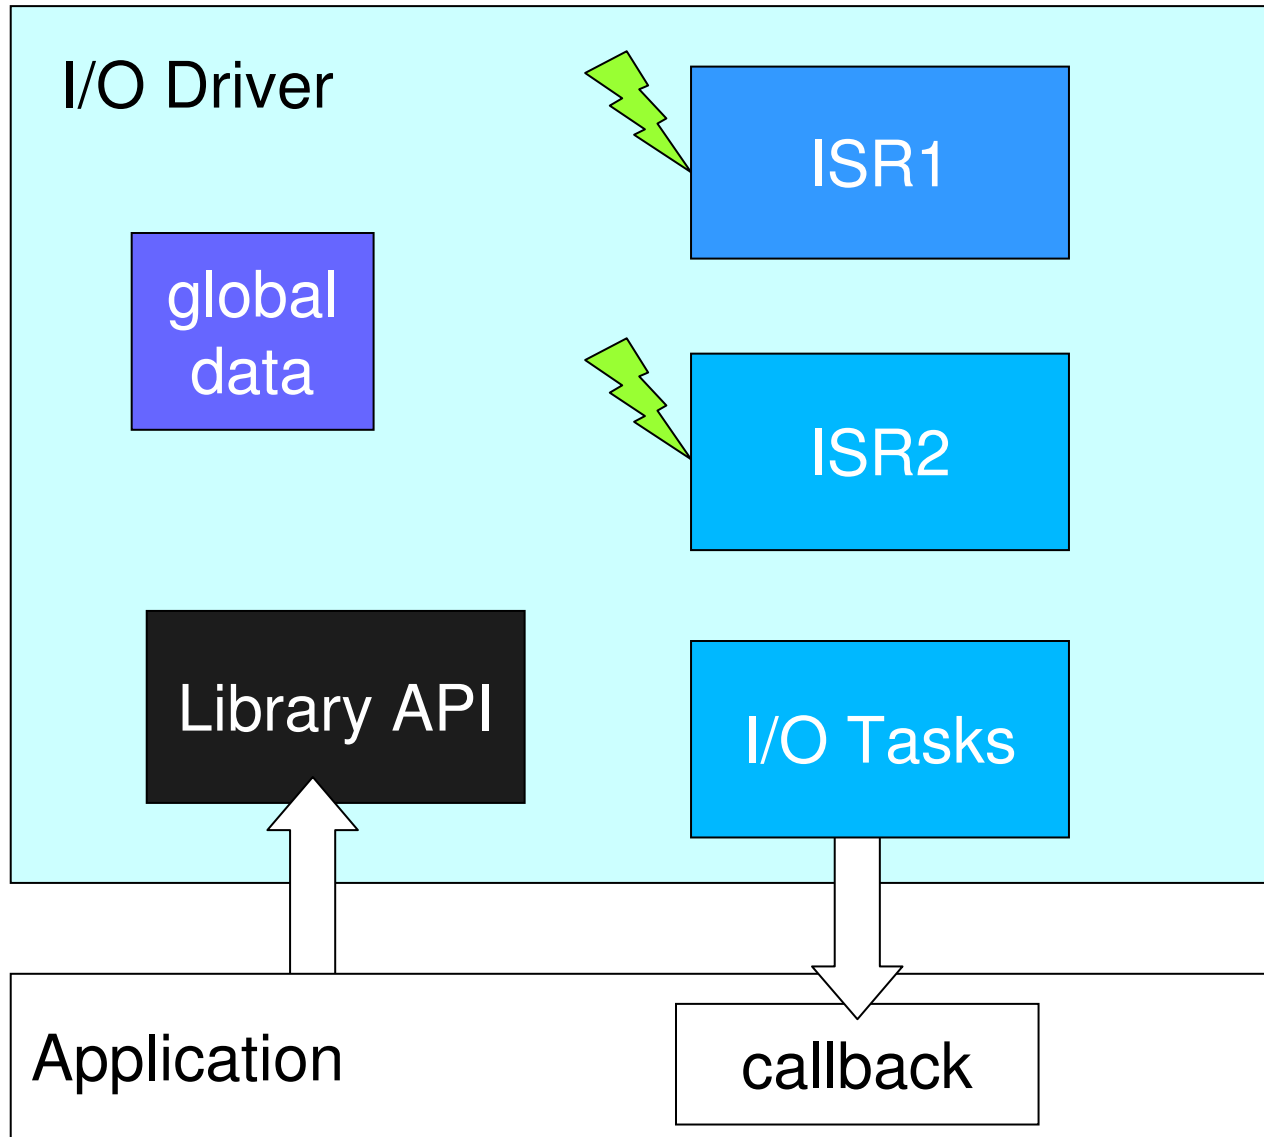 I/O Driver
ISR1
global
data
ISR2
Library API
I/O Tasks
Application
callback